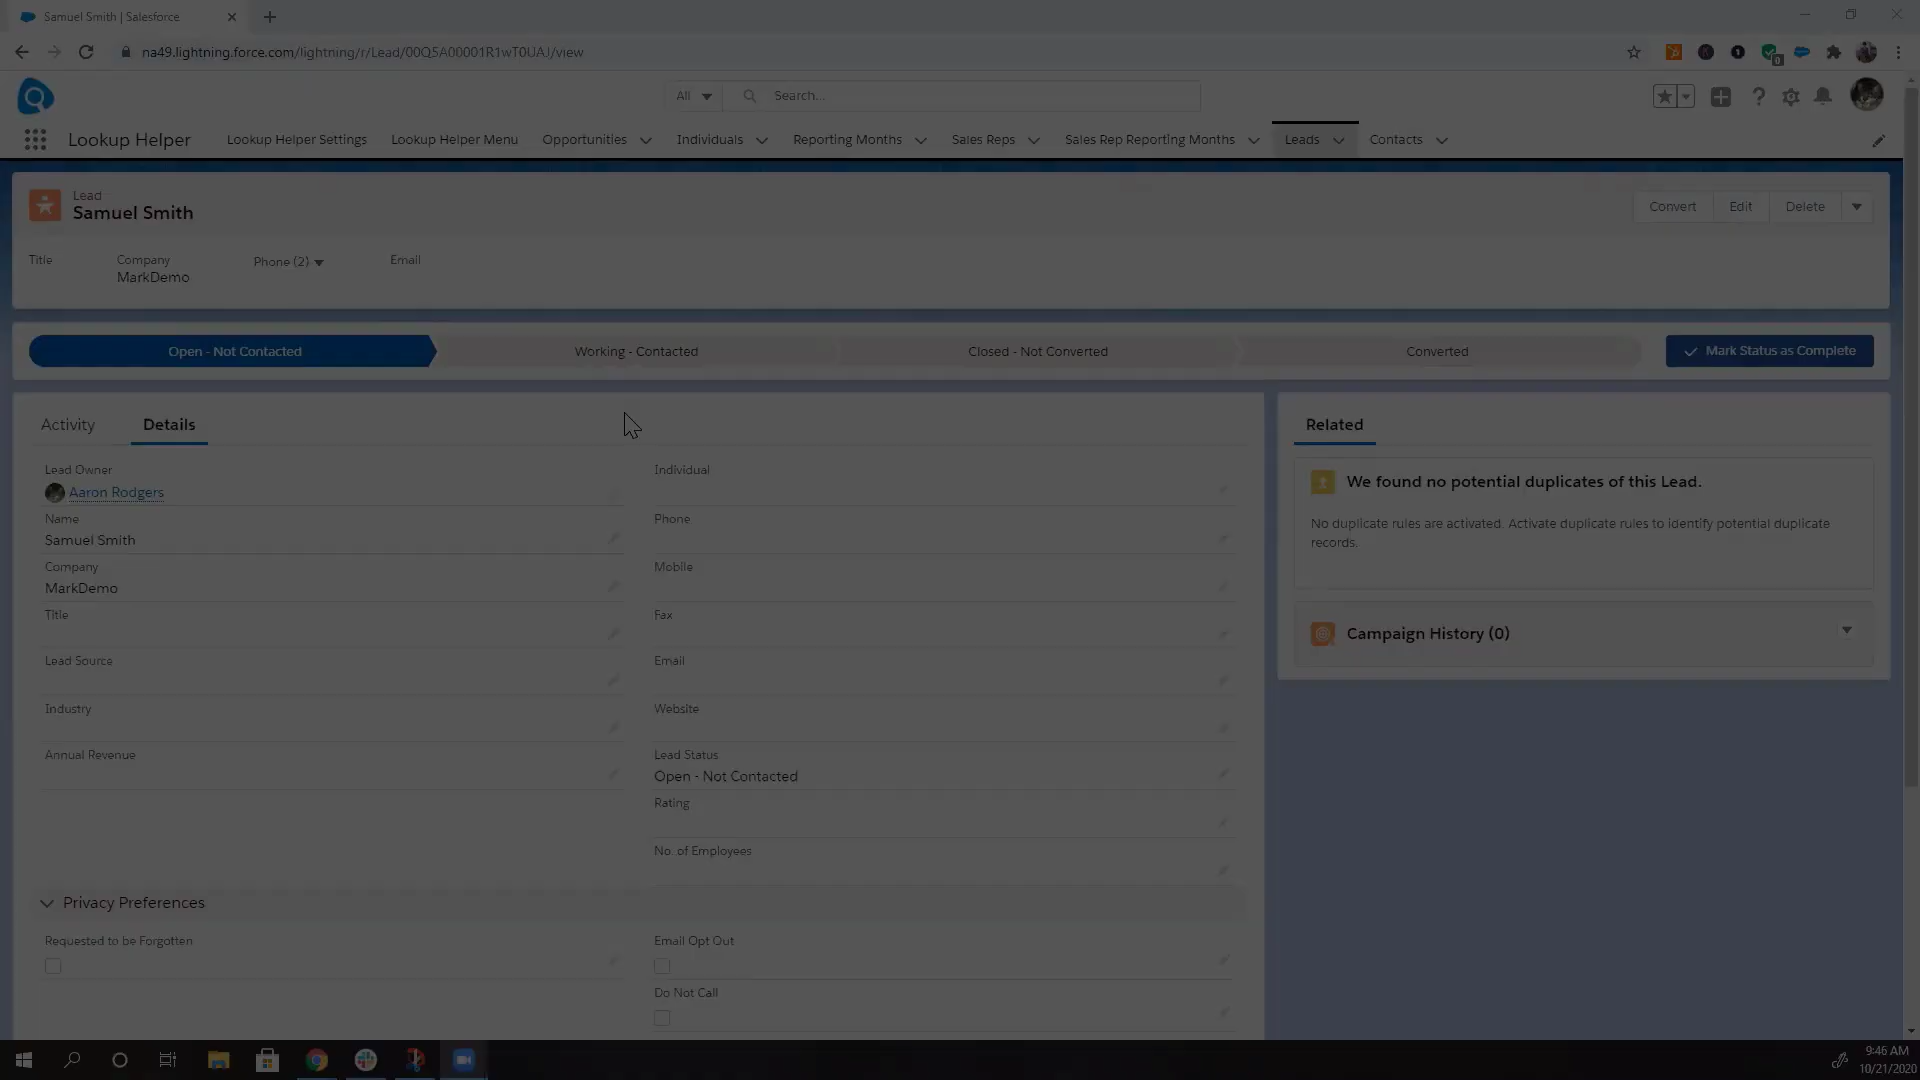 Samuel Smith | Salesforce
na49.lightning.force.com/lightning/r/Lead/00Q5A00001R1wT0UAJ/view
All
Search...
Lookup Helper
Lookup Helper Settings
Lookup Helper Menu
Opportunities
Individuals
Reporting Months
Sales Reps
Sales Rep Reporting Months
Leads
Contacts
Lead
Samuel Smith
Convert
Edit
Delete
Title
Company
Phone (2)
Email
MarkDemo
Open - Not Contacted
Working - Contacted
Closed - Not Converted
Converted
Mark Status as Complete
Activity
Details
Lead Owner
Aaron Rodgers
Name
Samuel Smith
Company
MarkDemo
Title
Lead Source
Industry
Annual Revenue
Individual
Phone
Mobile
Fax
Email
Website
Lead Status
Open - Not Contacted
Rating
No. of Employees
Privacy Preferences
Requested to be Forgotten
Email Opt Out
Do Not Call
Related
We found no potential duplicates of this Lead.
No duplicate rules are activated. Activate duplicate rules to identify potential duplicate
records.
Campaign History (0)
9:46 AM
10/21/2020